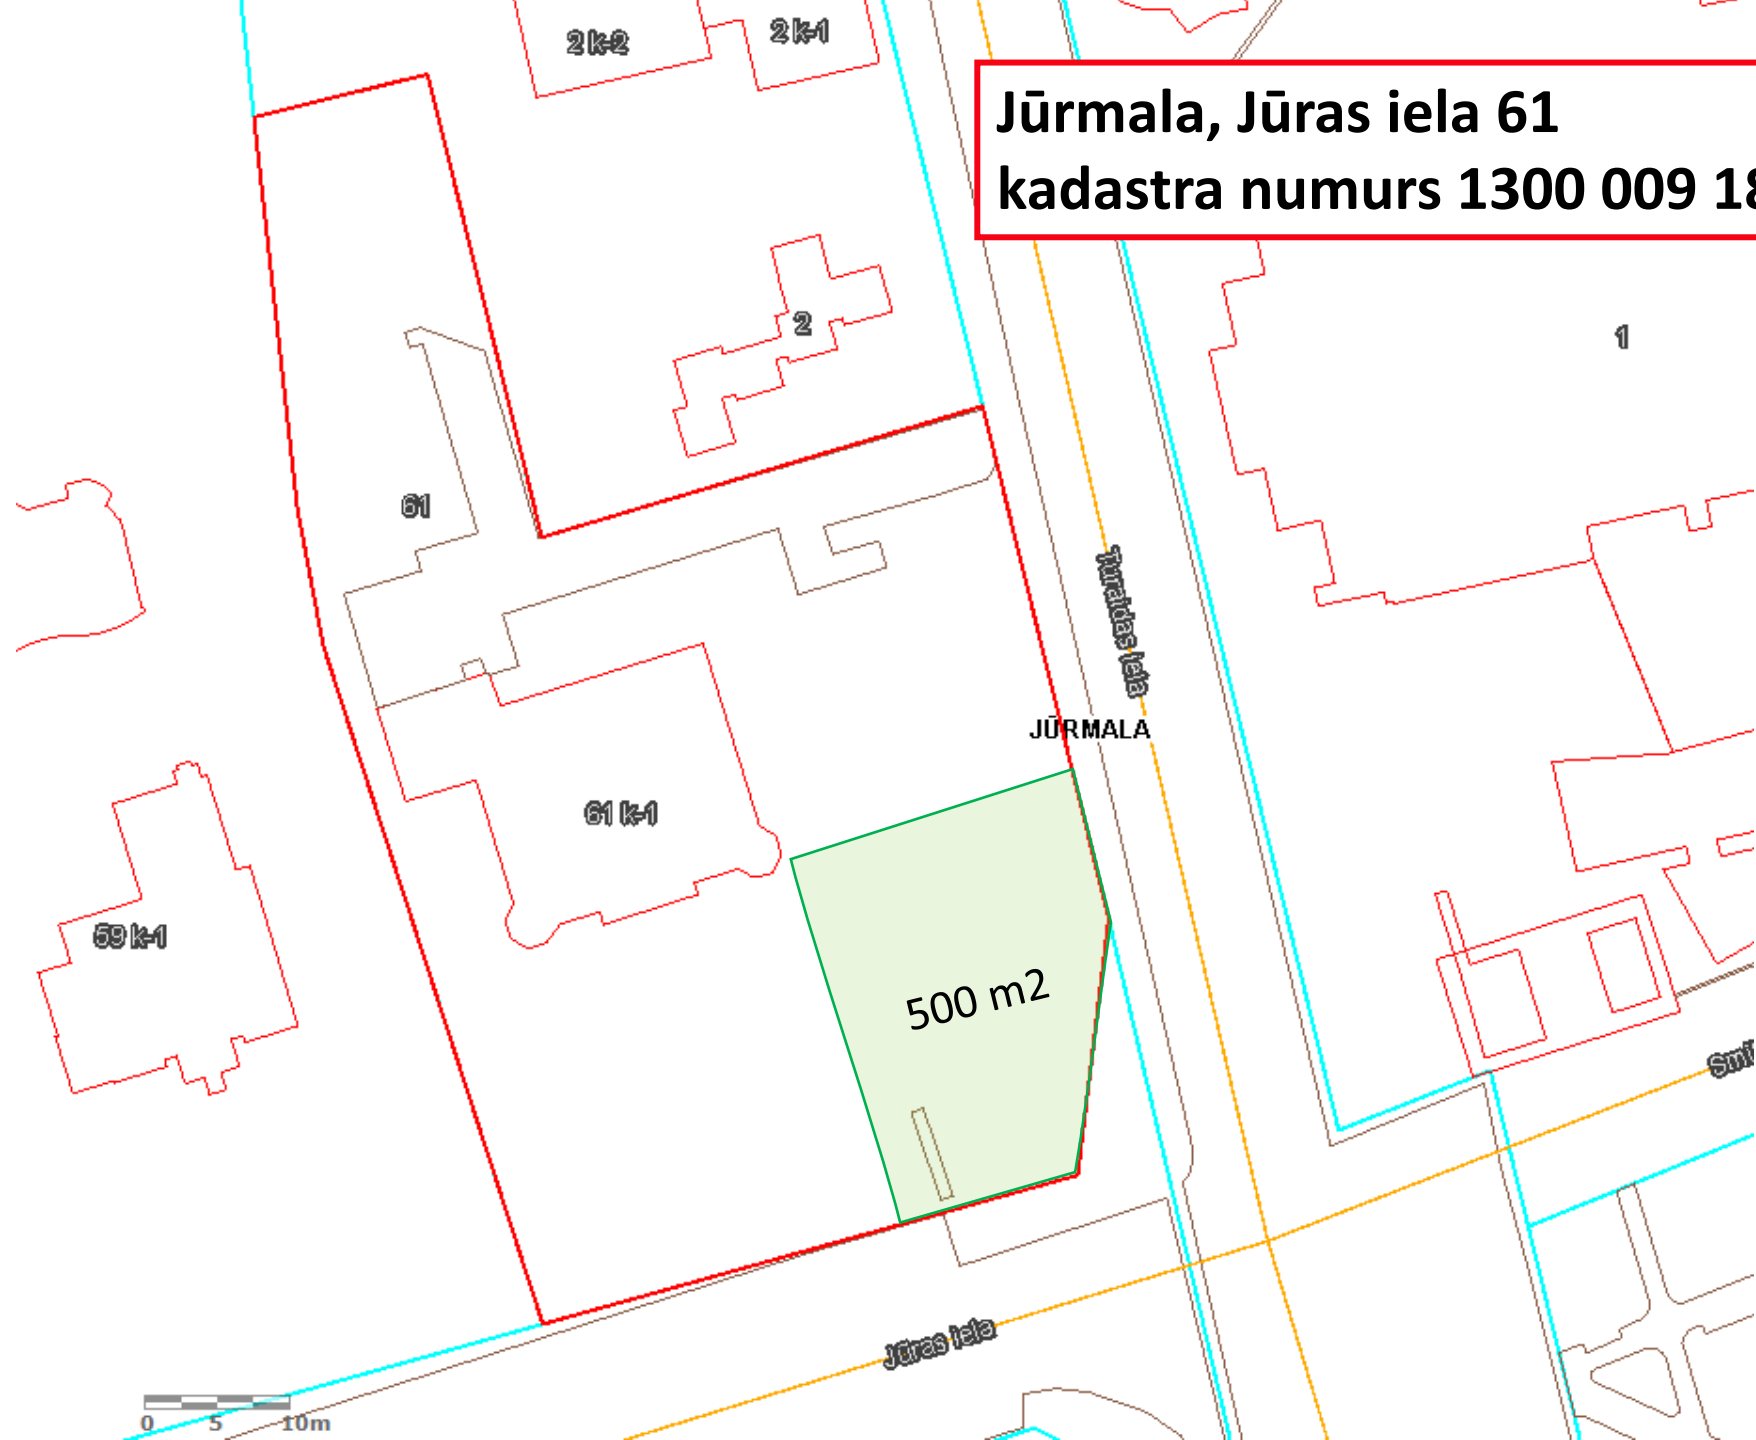 2 k-2
2 k-1
Jūrmala, Jūras iela 61
kadastra numurs 1300 009 18
2
1
61
Turaidas iela
JŪRMALA
61 k-1
59 k-1
500 m2
Jūras iela
0 5 10m